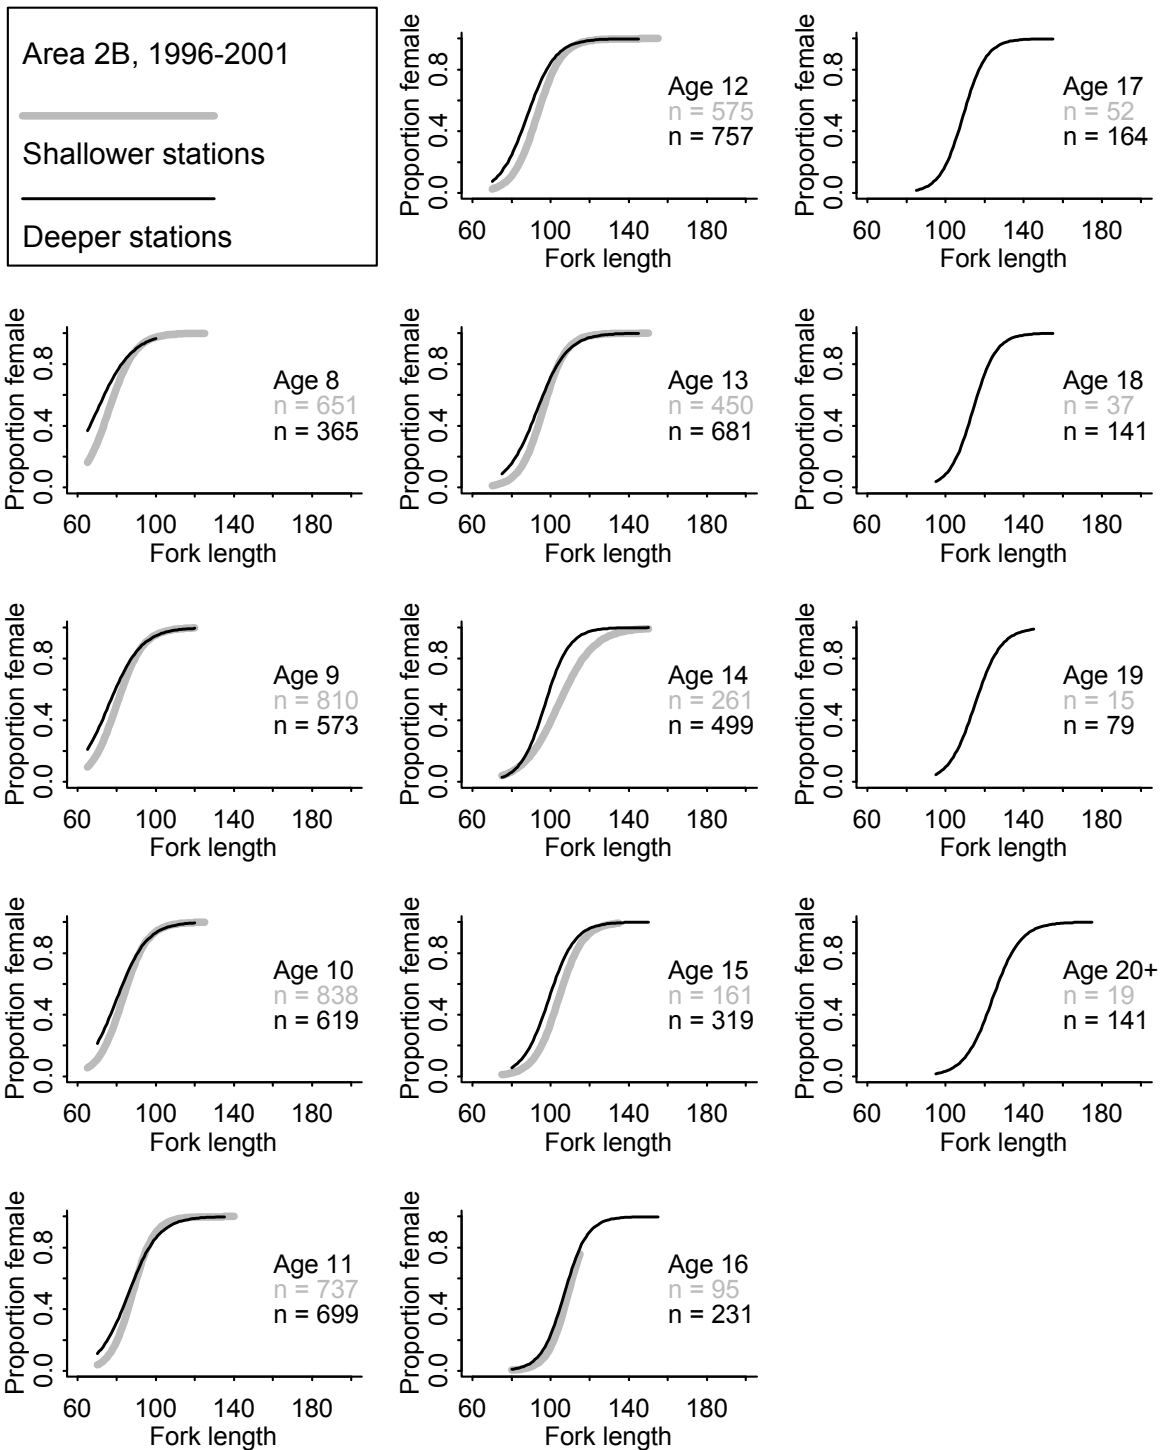 Area 2B, 1996-2001
Shallower stations
Deeper stations
Proportion female
0.0 0.4 0.8
Age 8
n = 651
n = 365
60 100 140 180
Fork length
Proportion female
0.0 0.4 0.8
Age 9
n = 810
n = 573
60 100 140 180
Fork length
Proportion female
0.0 0.4 0.8
Age 10
n = 838
n = 619
60 100 140 180
Fork length
Proportion female
0.0 0.4 0.8
Age 11
n = 737
n = 699
60 100 140 180
Fork length
Proportion female
0.0 0.4 0.8
Age 12
n = 575
n = 757
60 100 140 180
Fork length
Proportion female
0.0 0.4 0.8
Age 13
n = 450
n = 681
60 100 140 180
Fork length
Proportion female
0.0 0.4 0.8
Age 14
n = 261
n = 499
60 100 140 180
Fork length
Proportion female
0.0 0.4 0.8
Age 15
n = 161
n = 319
60 100 140 180
Fork length
Proportion female
0.0 0.4 0.8
Age 16
n = 95
n = 231
60 100 140 180
Fork length
Proportion female
0.0 0.4 0.8
Age 17
n = 52
n = 164
60 100 140 180
Fork length
Proportion female
0.0 0.4 0.8
Age 18
n = 37
n = 141
60 100 140 180
Fork length
Proportion female
0.0 0.4 0.8
Age 19
n = 15
n = 79
60 100 140 180
Fork length
Proportion female
0.0 0.4 0.8
Age 20+
n = 19
n = 141
60 100 140 180
Fork length